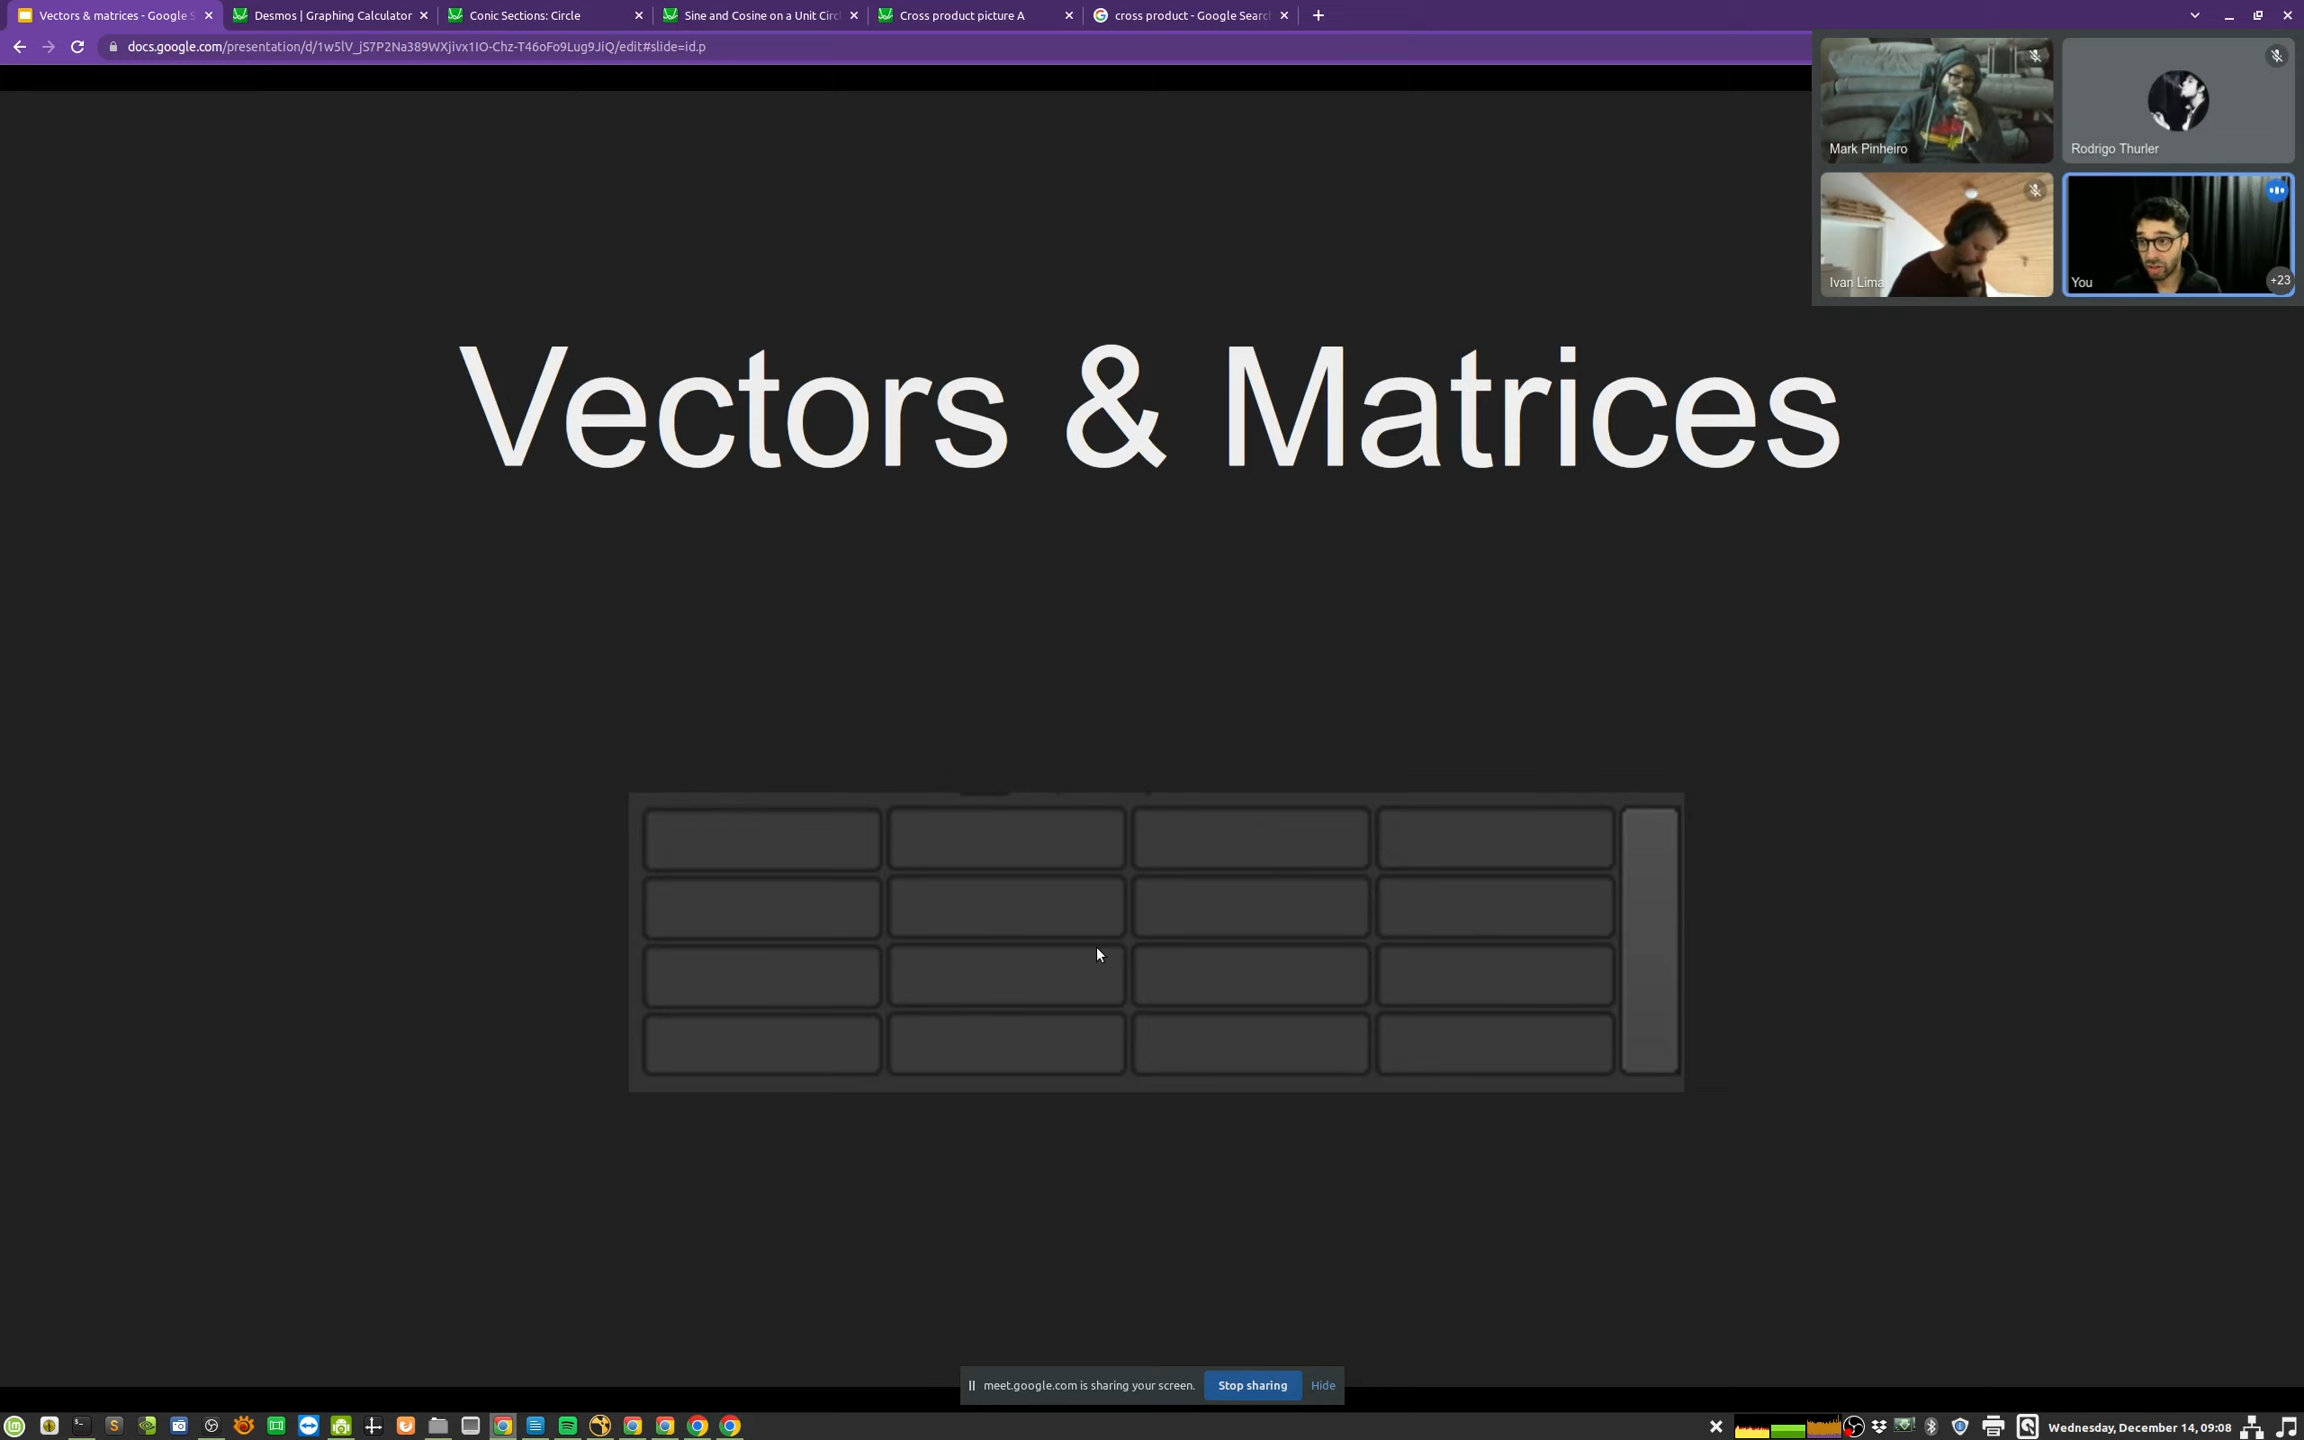 Vectors & matrices - Google S
Desmos | Graphing Calculator
Conic Sections: Circle
Sine and Cosine on a Unit Circ
Cross product picture A
cross product - Google Searc
docs.google.com/presentation/d/1w5lV_jS7P2Na389WXjivx1IO-Chz-T46oFo9Lug9JiQ/edit#slide=id.p
Mark Pinheiro
Rodrigo Thurler
Ivan Lima
You
+23
Vectors & Matrices
meet.google.com is sharing your screen.
Stop sharing
Hide
Wednesday, December 14, 09:08